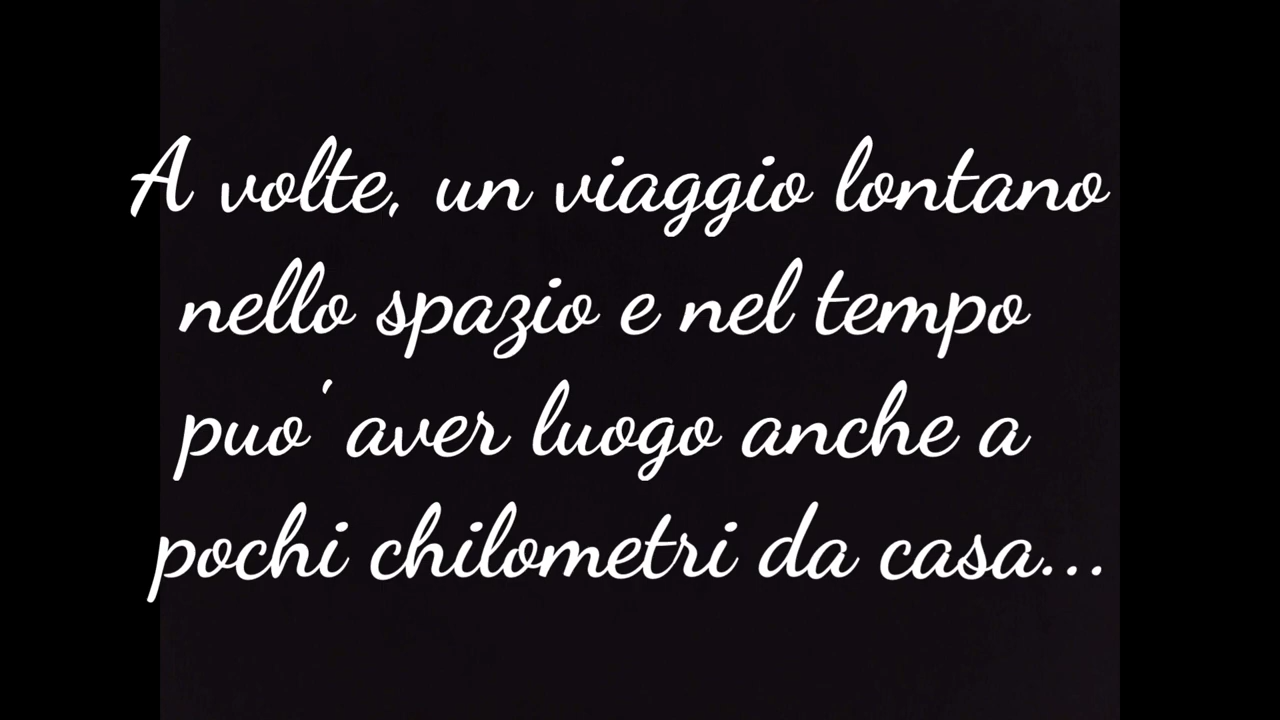 A volte, un viaggio lontano
nello spazio e nel tempo
puo' aver luogo anche a
pochi chilometri da casa...